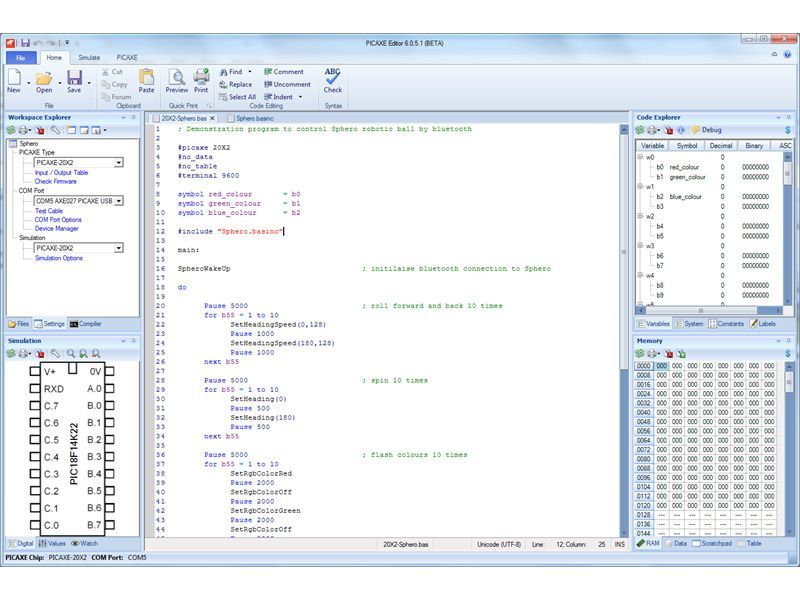 PICAXE Editor 6.0.5.1 (BETA)
File Home Simulate PICAXE
New Open Save Cut Copy Forum Paste Preview Print Find Replace Select All Comment Uncomment Indent ABC Check
File Clipboard Quick Print Code Editing Syntax
Workspace Explorer
Sphero
PICAXE Type
PICAXE-20X2
Input / Output Table
Check Firmware
COM Port
COM5 AXE027 PICAXE USB
Test Cable
COM Port Options
Device Manager
Simulation
PICAXE-20X2
Simulation Options
Files Settings Compiler
Simulation
V+ 0V
RXD A.0
C.7 B.0
C.6 B.1
C.5 B.2
C.4 B.3
C.3 B.4
C.2 B.5
C.1 B.6
C.0 B.7
PIC18F14K22
Digital Values Watch
20X2-Sphero.bas Sphero.basinc
1 ; Demonstration program to control Sphero robotic ball by bluetooth
2
3 #picaxe 20X2
4 #no_data
5 #no_table
6 #terminal 9600
7
8 symbol red_colour = b0
9 symbol green_colour = b1
10 symbol blue_colour = b2
11
12 #include "Sphero.basinc"
13
14 main:
15
16 SpheroWakeUp ; initilaise bluetooth connection to Sphero
17
18 do
19
20 Pause 5000 ; roll forward and back 10 times
21 for b55 = 1 to 10
22 SetHeadingSpeed(0,128)
23 Pause 1000
24 SetHeadingSpeed(180,128)
25 Pause 1000
26 next b55
27
28 Pause 5000 ; spin 10 times
29 for b55 = 1 to 10
30 SetHeading(0)
31 Pause 500
32 SetHeading(180)
33 Pause 500
34 next b55
35
36 Pause 5000 ; flash colours 10 times
37 for b55 = 1 to 10
38 SetRgbColorRed
39 Pause 2000
40 SetRgbColorOff
41 Pause 2000
42 SetRgbColorGreen
43 Pause 2000
44 SetRgbColorOff
20X2-Sphero.bas Unicode (UTF-8) Line: 12; Column: 25 INS
Code Explorer
Debug $
Variable Symbol Decimal Binary ASC
w0 0
b0 red_colour 0 00000000
b1 green_colour 0 00000000
w1 0
b2 blue_colour 0 00000000
b3 0 00000000
w2 0
b4 0 00000000
b5 0 00000000
w3 0
b6 0 00000000
b7 0 00000000
w4 0
b8 0 00000000
b9 0 00000000
Variables System Constants Labels
Memory
$
0000 000 000 000 000 000 000 000 000
0008 000 000 000 000 000 000 000 000
0016 000 000 000 000 000 000 000 000
0024 000 000 000 000 000 000 000 000
0032 000 000 000 000 000 000 000 000
0040 000 000 000 000 000 000 000 000
0048 000 000 000 000 000 000 000 000
0056 000 000 000 000 000 000 000 000
0064 000 000 000 000 000 000 000 000
0072 000 000 000 000 000 000 000 000
0080 000 000 000 000 000 000 000 000
0088 000 000 000 000 000 000 000 000
0096 000 000 000 000 000 000 000 000
0104 000 000 000 000 000 000 000 000
0112 000 000 000 000 000 000 000 000
0120 000 000 000 000 000 000 000 000
0128 --- --- --- --- --- --- --- ---
0136 --- --- --- --- --- --- --- ---
0144 --- --- --- --- --- --- --- ---
RAM Data Scratchpad Table
PICAXE Chip: PICAXE-20X2 COM Port: COM5